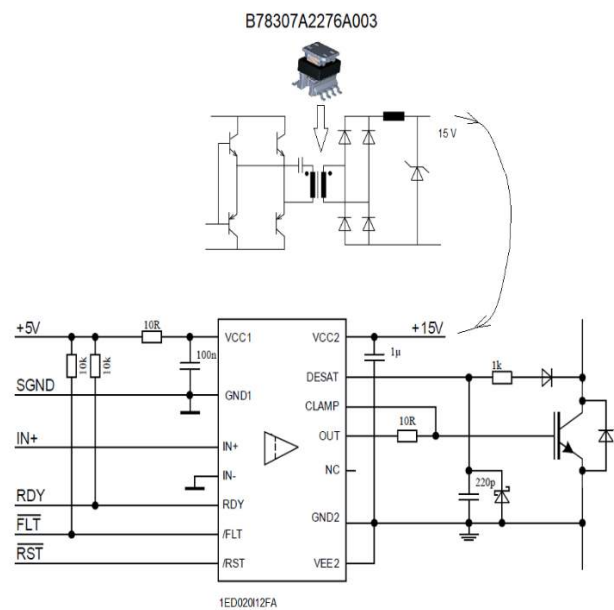 B78307A2276A003
15 V
+5V
10R
VCC1
VCC2
+15V
10k
10k
100n
1µ
DESAT
1k
SGND
GND1
CLAMP
OUT
10R
IN+
IN+
IN-
NC
RDY
RDY
220p
FLT
/FLT
GND2
RST
/RST
VEE2
1ED020I12FA